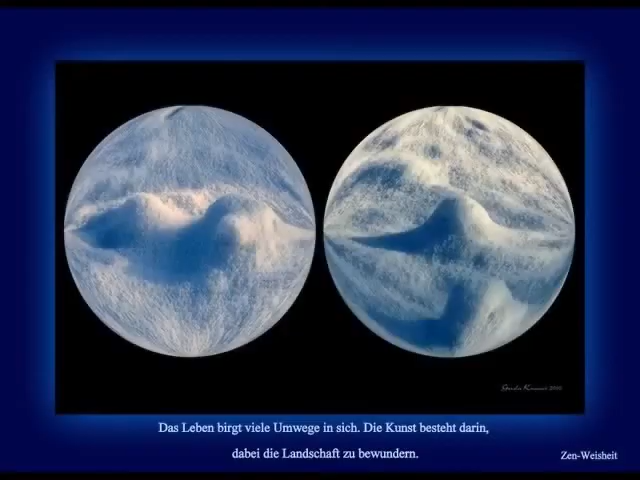 Das Leben birgt viele Umwege in sich. Die Kunst besteht darin,
dabei die Landschaft zu bewundern.
Zen-Weisheit